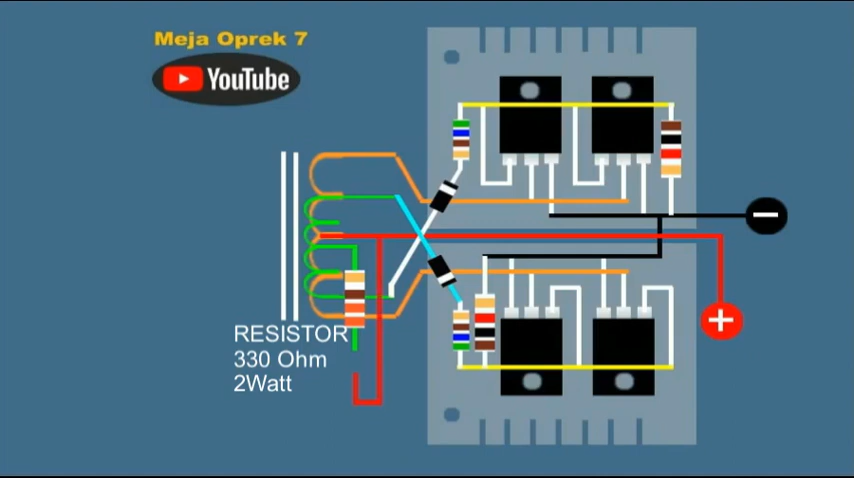 Meja Oprek 7
YouTube
RESISTOR
330 Ohm
2Watt